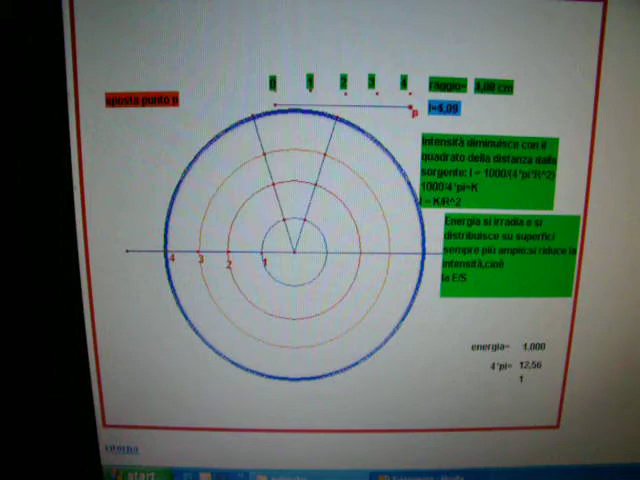 0 1 2 3 4
raggio= 4,09 cm
sposta punto p
p
I=4,09
Intensità diminuisce con il
quadrato della distanza dalla
sorgente: I = 1000/(4*pi*R^2)
1000/4*pi=K
I = K/R^2
Energia si irradia e si
distribuisce su superfici
sempre più ampie:si riduce la
intensità,cioè
la E/S
4 3 2 1
energia= 1.000
4*pi= 12,56
1
ritorna
start